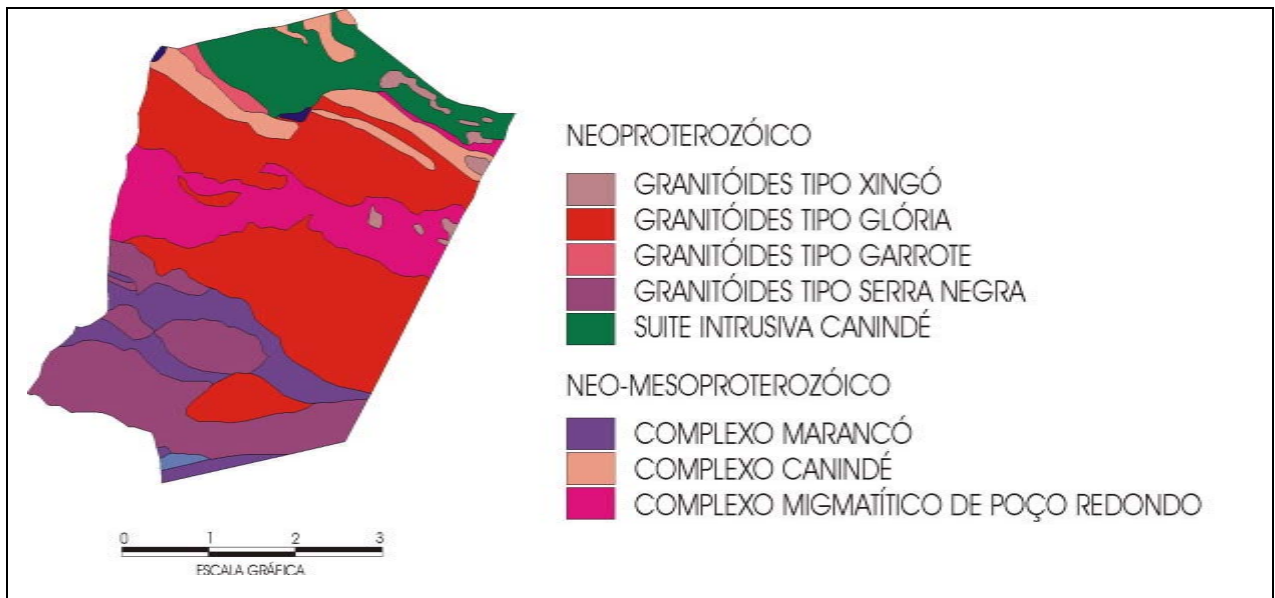 NEOPROTEROZÓICO
GRANITÓIDES TIPO XINGÓ
GRANITÓIDES TIPO GLÓRIA
GRANITÓIDES TIPO GARROTE
GRANITÓIDES TIPO SERRA NEGRA
SUITE INTRUSIVA CANINDÉ
NEO-MESOPROTEROZÓICO
COMPLEXO MARANCÓ
COMPLEXO CANINDÉ
COMPLEXO MIGMATÍTICO DE POÇO REDONDO
0 1 2 3
ESCALA GRÁFICA